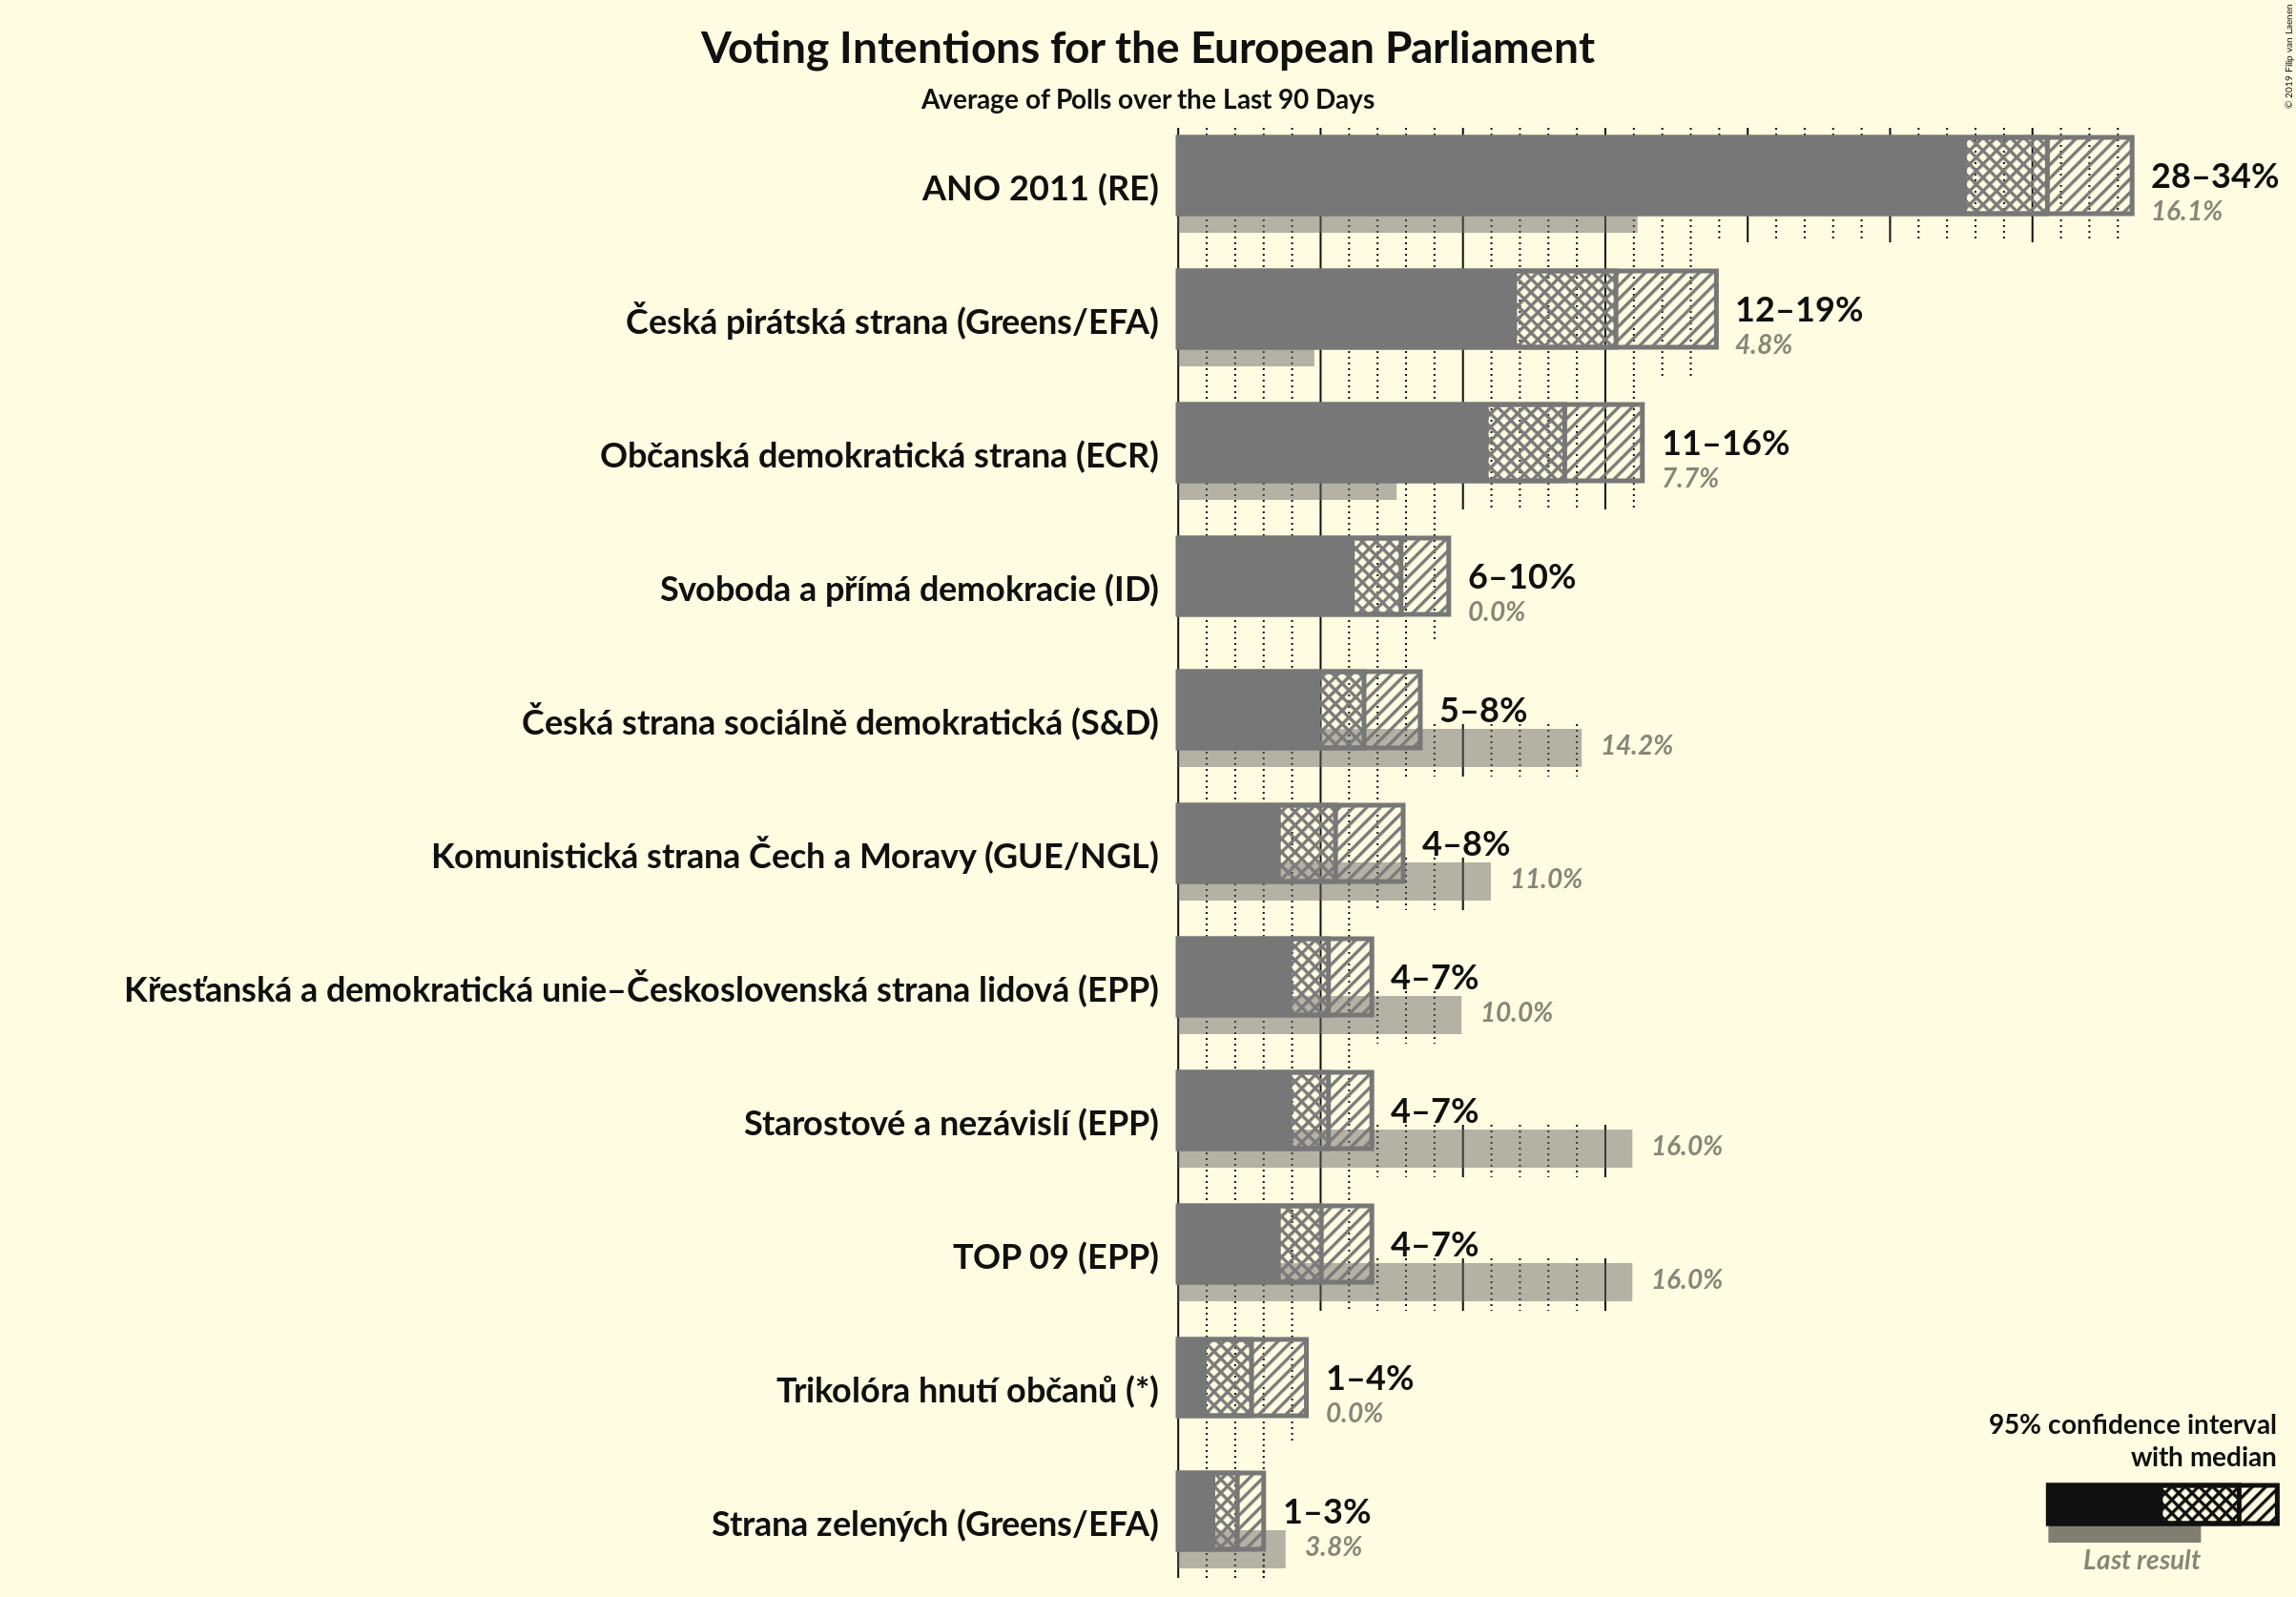 Voting Intentions for the European Parliament
Average of Polls over the Last 90 Days
© 2019 Filip van Laenen
ANO 2011 (RE)
28–34%
16.1%
Česká pirátská strana (Greens/EFA)
12–19%
4.8%
Občanská demokratická strana (ECR)
11–16%
7.7%
Svoboda a přímá demokracie (ID)
6–10%
0.0%
Česká strana sociálně demokratická (S&D)
5–8%
14.2%
Komunistická strana Čech a Moravy (GUE/NGL)
4–8%
11.0%
Křesťanská a demokratická unie–Československá strana lidová (EPP)
4–7%
10.0%
Starostové a nezávislí (EPP)
4–7%
16.0%
TOP 09 (EPP)
4–7%
16.0%
Trikolóra hnutí občanů (*)
1–4%
0.0%
Strana zelených (Greens/EFA)
1–3%
3.8%
95% confidence interval
with median
Last result